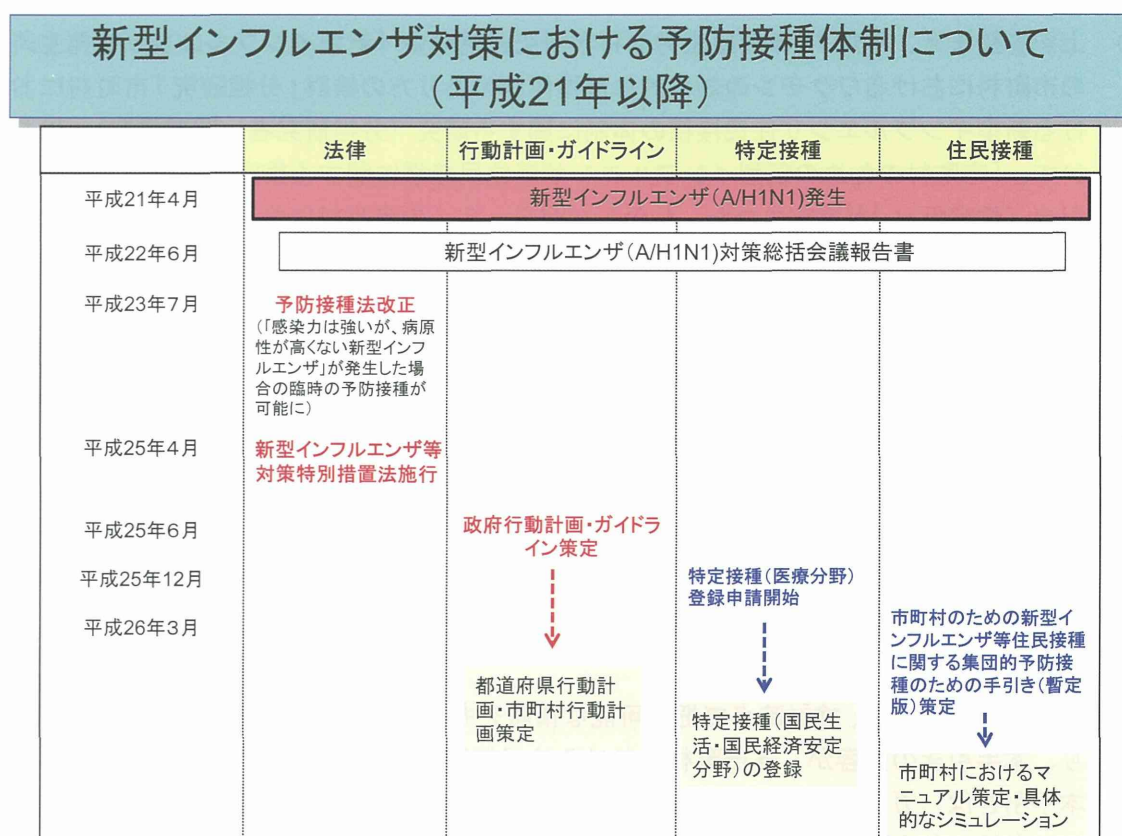 新型インフルエンザ対策における予防接種体制について
（平成21年以降）
法律
行動計画・ガイドライン
特定接種
住民接種
平成21年4月
新型インフルエンザ（A/H1N1)発生
平成22年6月
新型インフルエンザ（A/H1N1)対策総括会議報告書
平成23年7月
予防接種法改正
（「感染力は強いが、病原
性が高くない新型インフ
ルエンザ」が発生した場
合の臨時の予防接種が
可能に）
平成25年4月
新型インフルエンザ等
対策特別措置法施行
平成25年6月
政府行動計画・ガイドラ
イン策定
平成25年12月
特定接種（医療分野）
登録申請開始
平成26年3月
市町村のための新型イ
ンフルエンザ等住民接種
に関する集団的予防接
種のための手引き（暫定
版）策定
都道府県行動計
画・市町村行動計
画策定
特定接種（国民生
活・国民経済安定
分野）の登録
市町村におけるマ
ニュアル策定・具体
的なシミュレーション